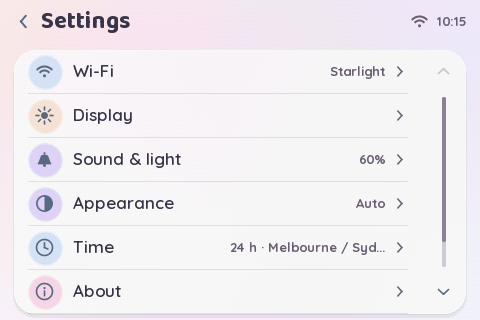 Settings 10:15
Wi-Fi Starlight
Display
Sound & light 60%
Appearance Auto
Time 24 h · Melbourne / Syd...
About